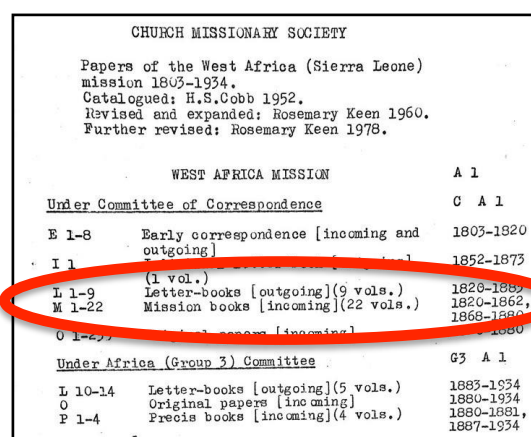 CHURCH MISSIONARY SOCIETY
Papers of the West Africa (Sierra Leone)
mission 1803-1934.
Catalogued: H.S.Cobb 1952.
Revised and expanded: Rosemary Keen 1960.
Further revised: Rosemary Keen 1978.
WEST AFRICA MISSION A 1
Under Committee of Correspondence C A 1
E 1-8 Early correspondence [incoming and 1803-1820
outgoing]
I 1 1852-1873
(1 vol.)
L 1-9 Letter-books [outgoing](9 vols.) 1820-1883
M 1-22 Mission books [incoming](22 vols.) 1820-1862,
1868-1880
O [incoming] 1880
Under Africa (Group 3) Committee G3 A 1
L 10-14 Letter-books [outgoing](5 vols.) 1883-1934
O Original papers [incoming] 1880-1934
P 1-4 Precis books [incoming](4 vols.) 1880-1881,
1887-1934